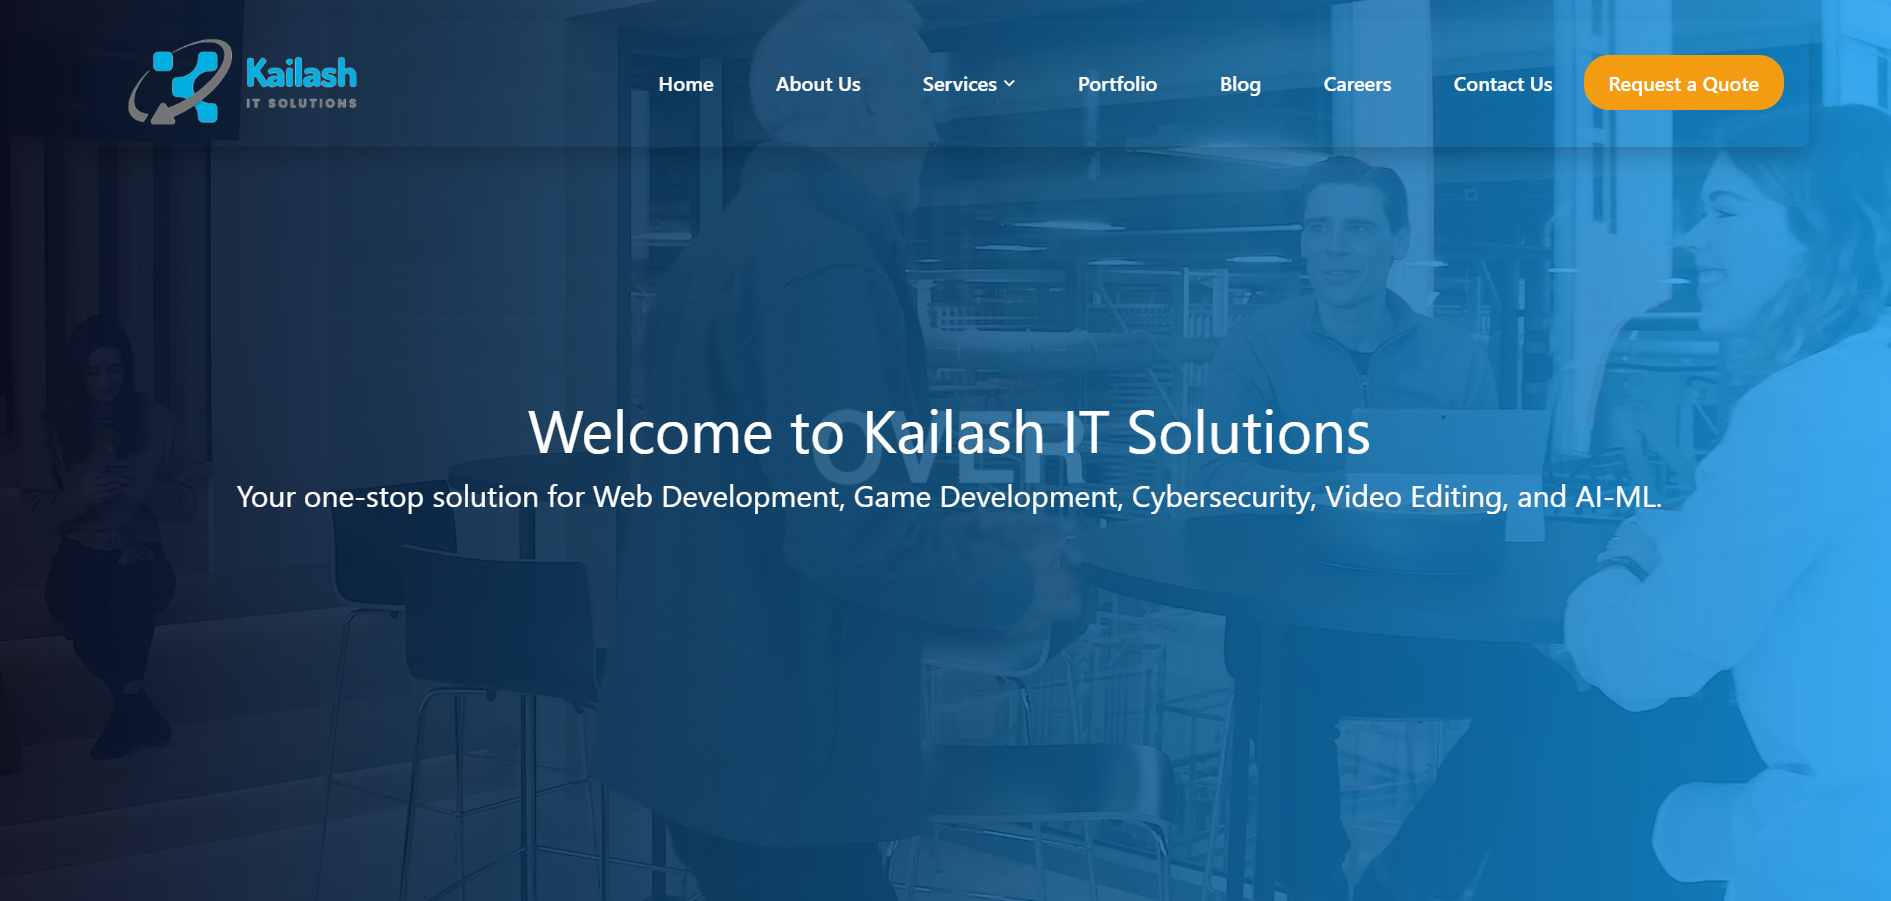 Kailash
IT SOLUTIONS
Home
About Us
Services
Portfolio
Blog
Careers
Contact Us
Request a Quote
OVER
Welcome to Kailash IT Solutions
Your one-stop solution for Web Development, Game Development, Cybersecurity, Video Editing, and AI-ML.